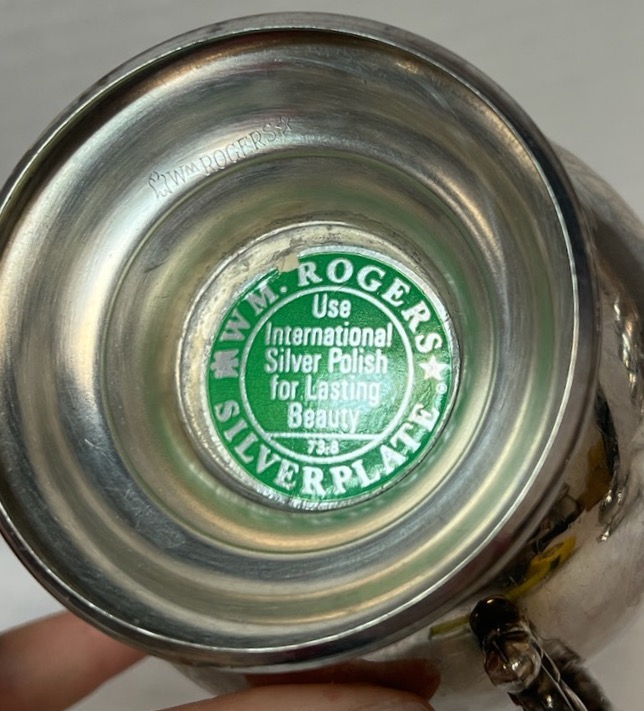 WM ROGERS
WM. ROGERS
Use
International
Silver Polish
for Lasting
Beauty
73.8
SILVERPLATE